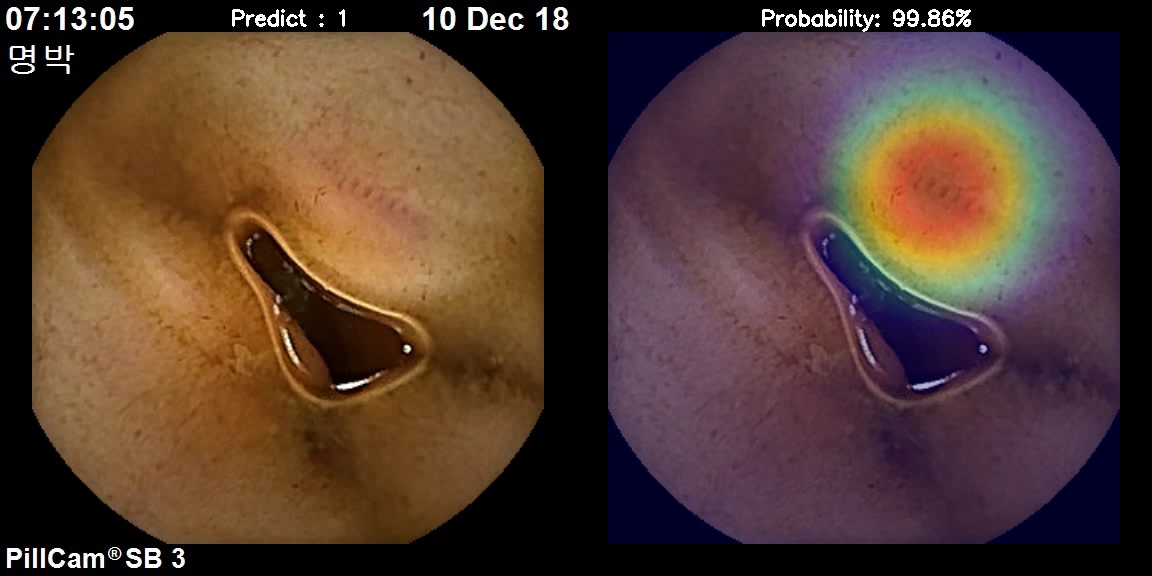 07:13:05
Predict : 1
10 Dec 18
Probability: 99.86%
명박
PillCam® SB 3